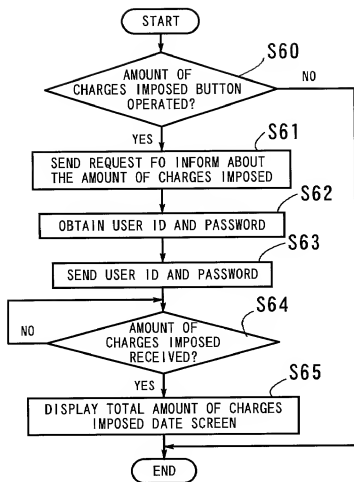 START
S60
AMOUNT OF
CHARGES IMPOSED BUTTON
OPERATED?
NO
YES
S61
SEND REQUEST FO INFORM ABOUT
THE AMOUNT OF CHARGES IMPOSED
S62
OBTAIN USER ID AND PASSWORD
S63
SEND USER ID AND PASSWORD
S64
AMOUNT OF
CHARGES IMPOSED
RECEIVED?
NO
YES
S65
DISPLAY TOTAL AMOUNT OF CHARGES
IMPOSED DATE SCREEN
END